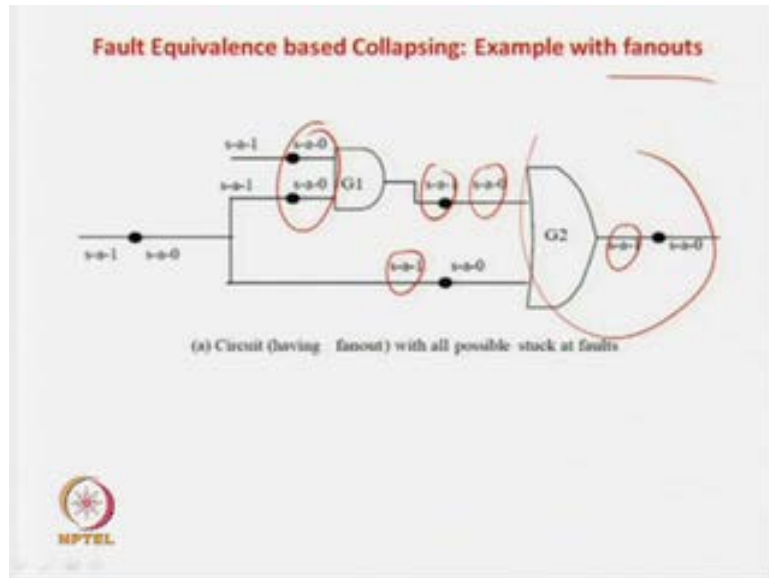 Fault Equivalence based Collapsing: Example with fanouts
s-a-1 s-a-0
s-a-1 s-a-0 G1 s-a-1 s-a-0
G2 s-a-1 s-a-0
s-a-1 s-a-0
s-a-1 s-a-0
(a) Circuit (having fanout) with all possible stuck at faults
NPTEL